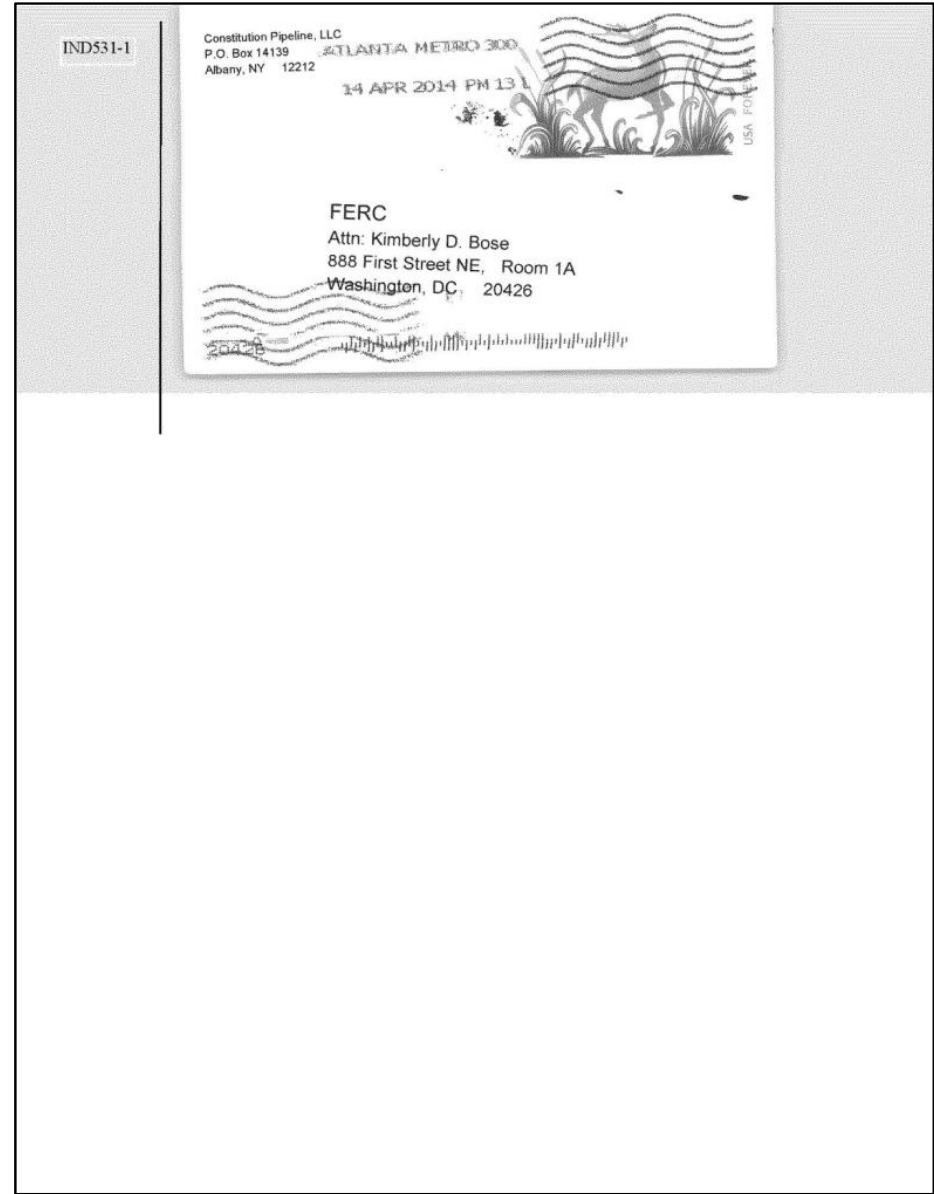 IND531-1
Constitution Pipeline, LLC
P.O. Box 14139
Albany, NY 12212
ATLANTA METRO 300
14 APR 2014 PM 13 L
USA FOREVER
FERC
Attn: Kimberly D. Bose
888 First Street NE, Room 1A
Washington, DC 20426